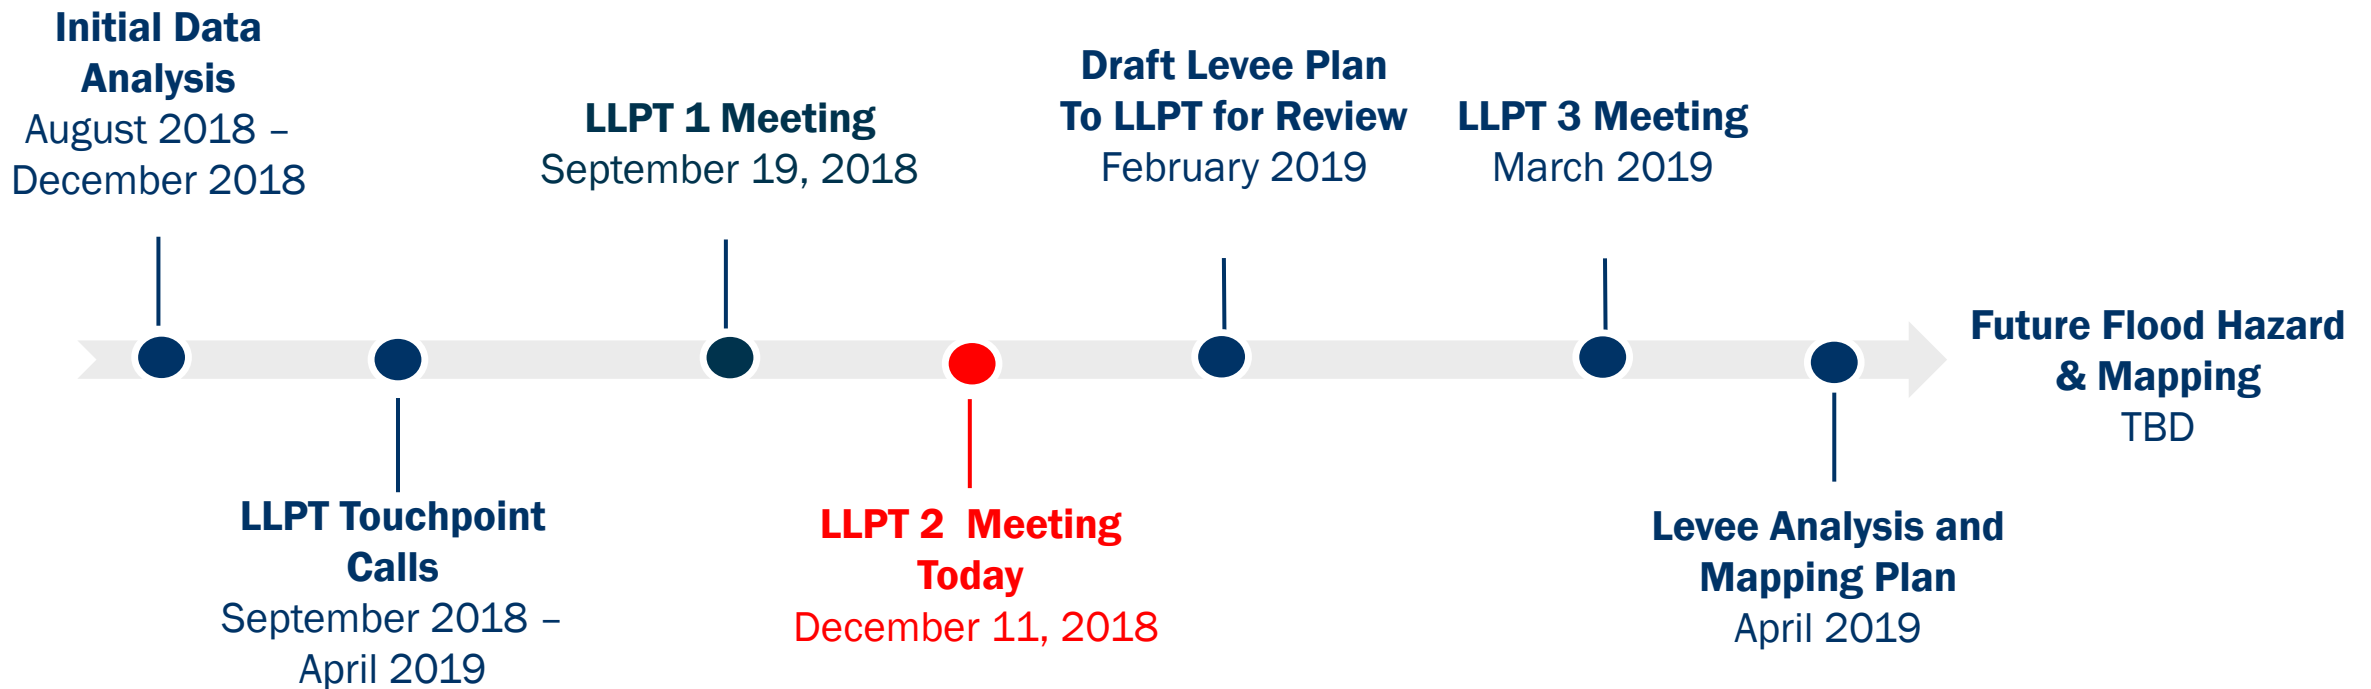 Initial Data
Analysis
August 2018 –
December 2018
LLPT Touchpoint
Calls
September 2018 –
April 2019
LLPT 1 Meeting
September 19, 2018
LLPT 2  Meeting
Today
December 11, 2018
Draft Levee Plan
To LLPT for Review
February 2019
LLPT 3 Meeting
March 2019
Levee Analysis and
Mapping Plan
April 2019
Future Flood Hazard
& Mapping
TBD